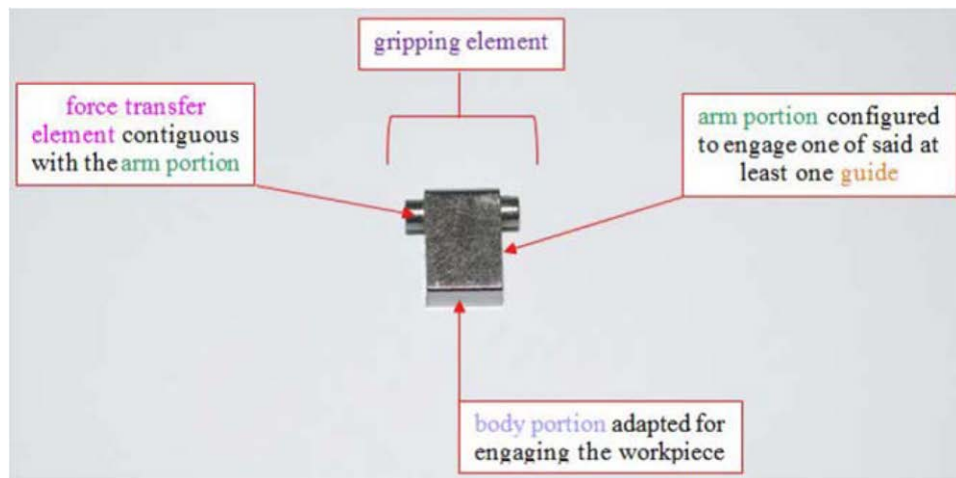 gripping element
force transfer
element contiguous
with the arm portion
arm portion configured
to engage one of said at
least one guide
body portion adapted for
engaging the workpiece